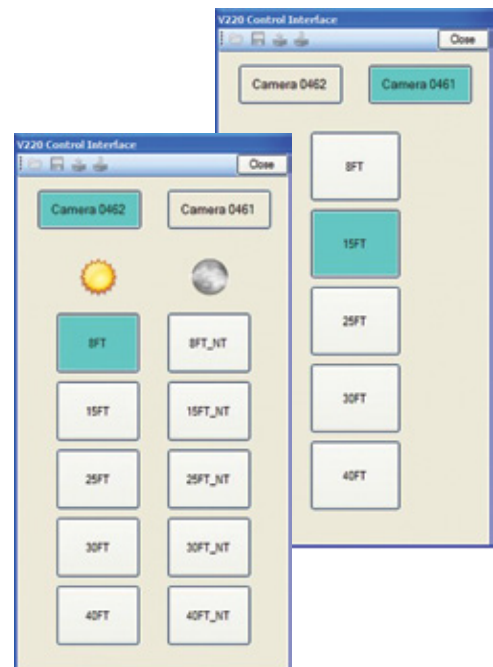 V220 Control Interface
Close
Camera 0462
Camera 0461
8FT
15FT
25FT
30FT
40FT
V220 Control Interface
Close
Camera 0462
Camera 0461
8FT
8FT_NT
15FT
15FT_NT
25FT
25FT_NT
30FT
30FT_NT
40FT
40FT_NT